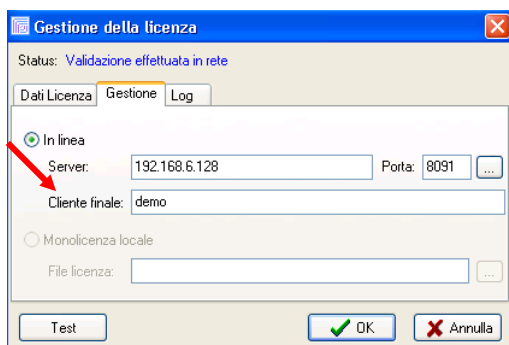 Gestione della licenza
Status: Validazione effettuata in rete
Dati Licenza Gestione Log
In linea
Server: 192.168.6.128 Porta: 8091 ...
Cliente finale: demo
Monolicenza locale
File licenza: ...
Test OK Annulla